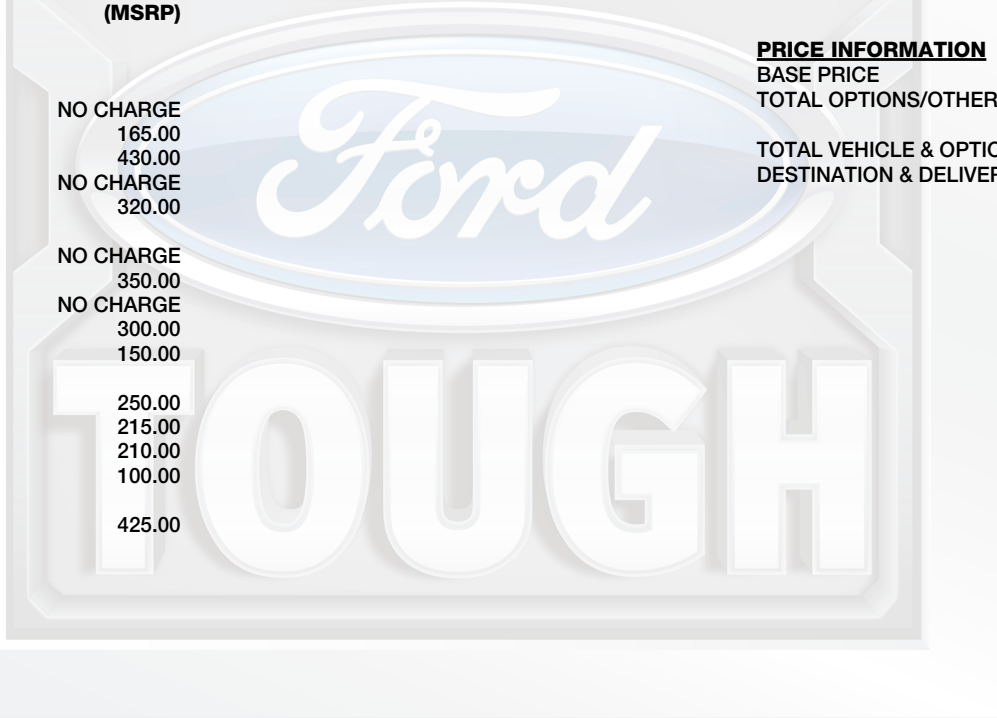 (MSRP)
NO CHARGE
165.00
430.00
NO CHARGE
320.00
NO CHARGE
350.00
NO CHARGE
300.00
150.00
250.00
215.00
210.00
100.00
425.00
PRICE INFORMATION
BASE PRICE
TOTAL OPTIONS/OTHER
TOTAL VEHICLE & OPTIO
DESTINATION & DELIVER
Ford
TOUGH